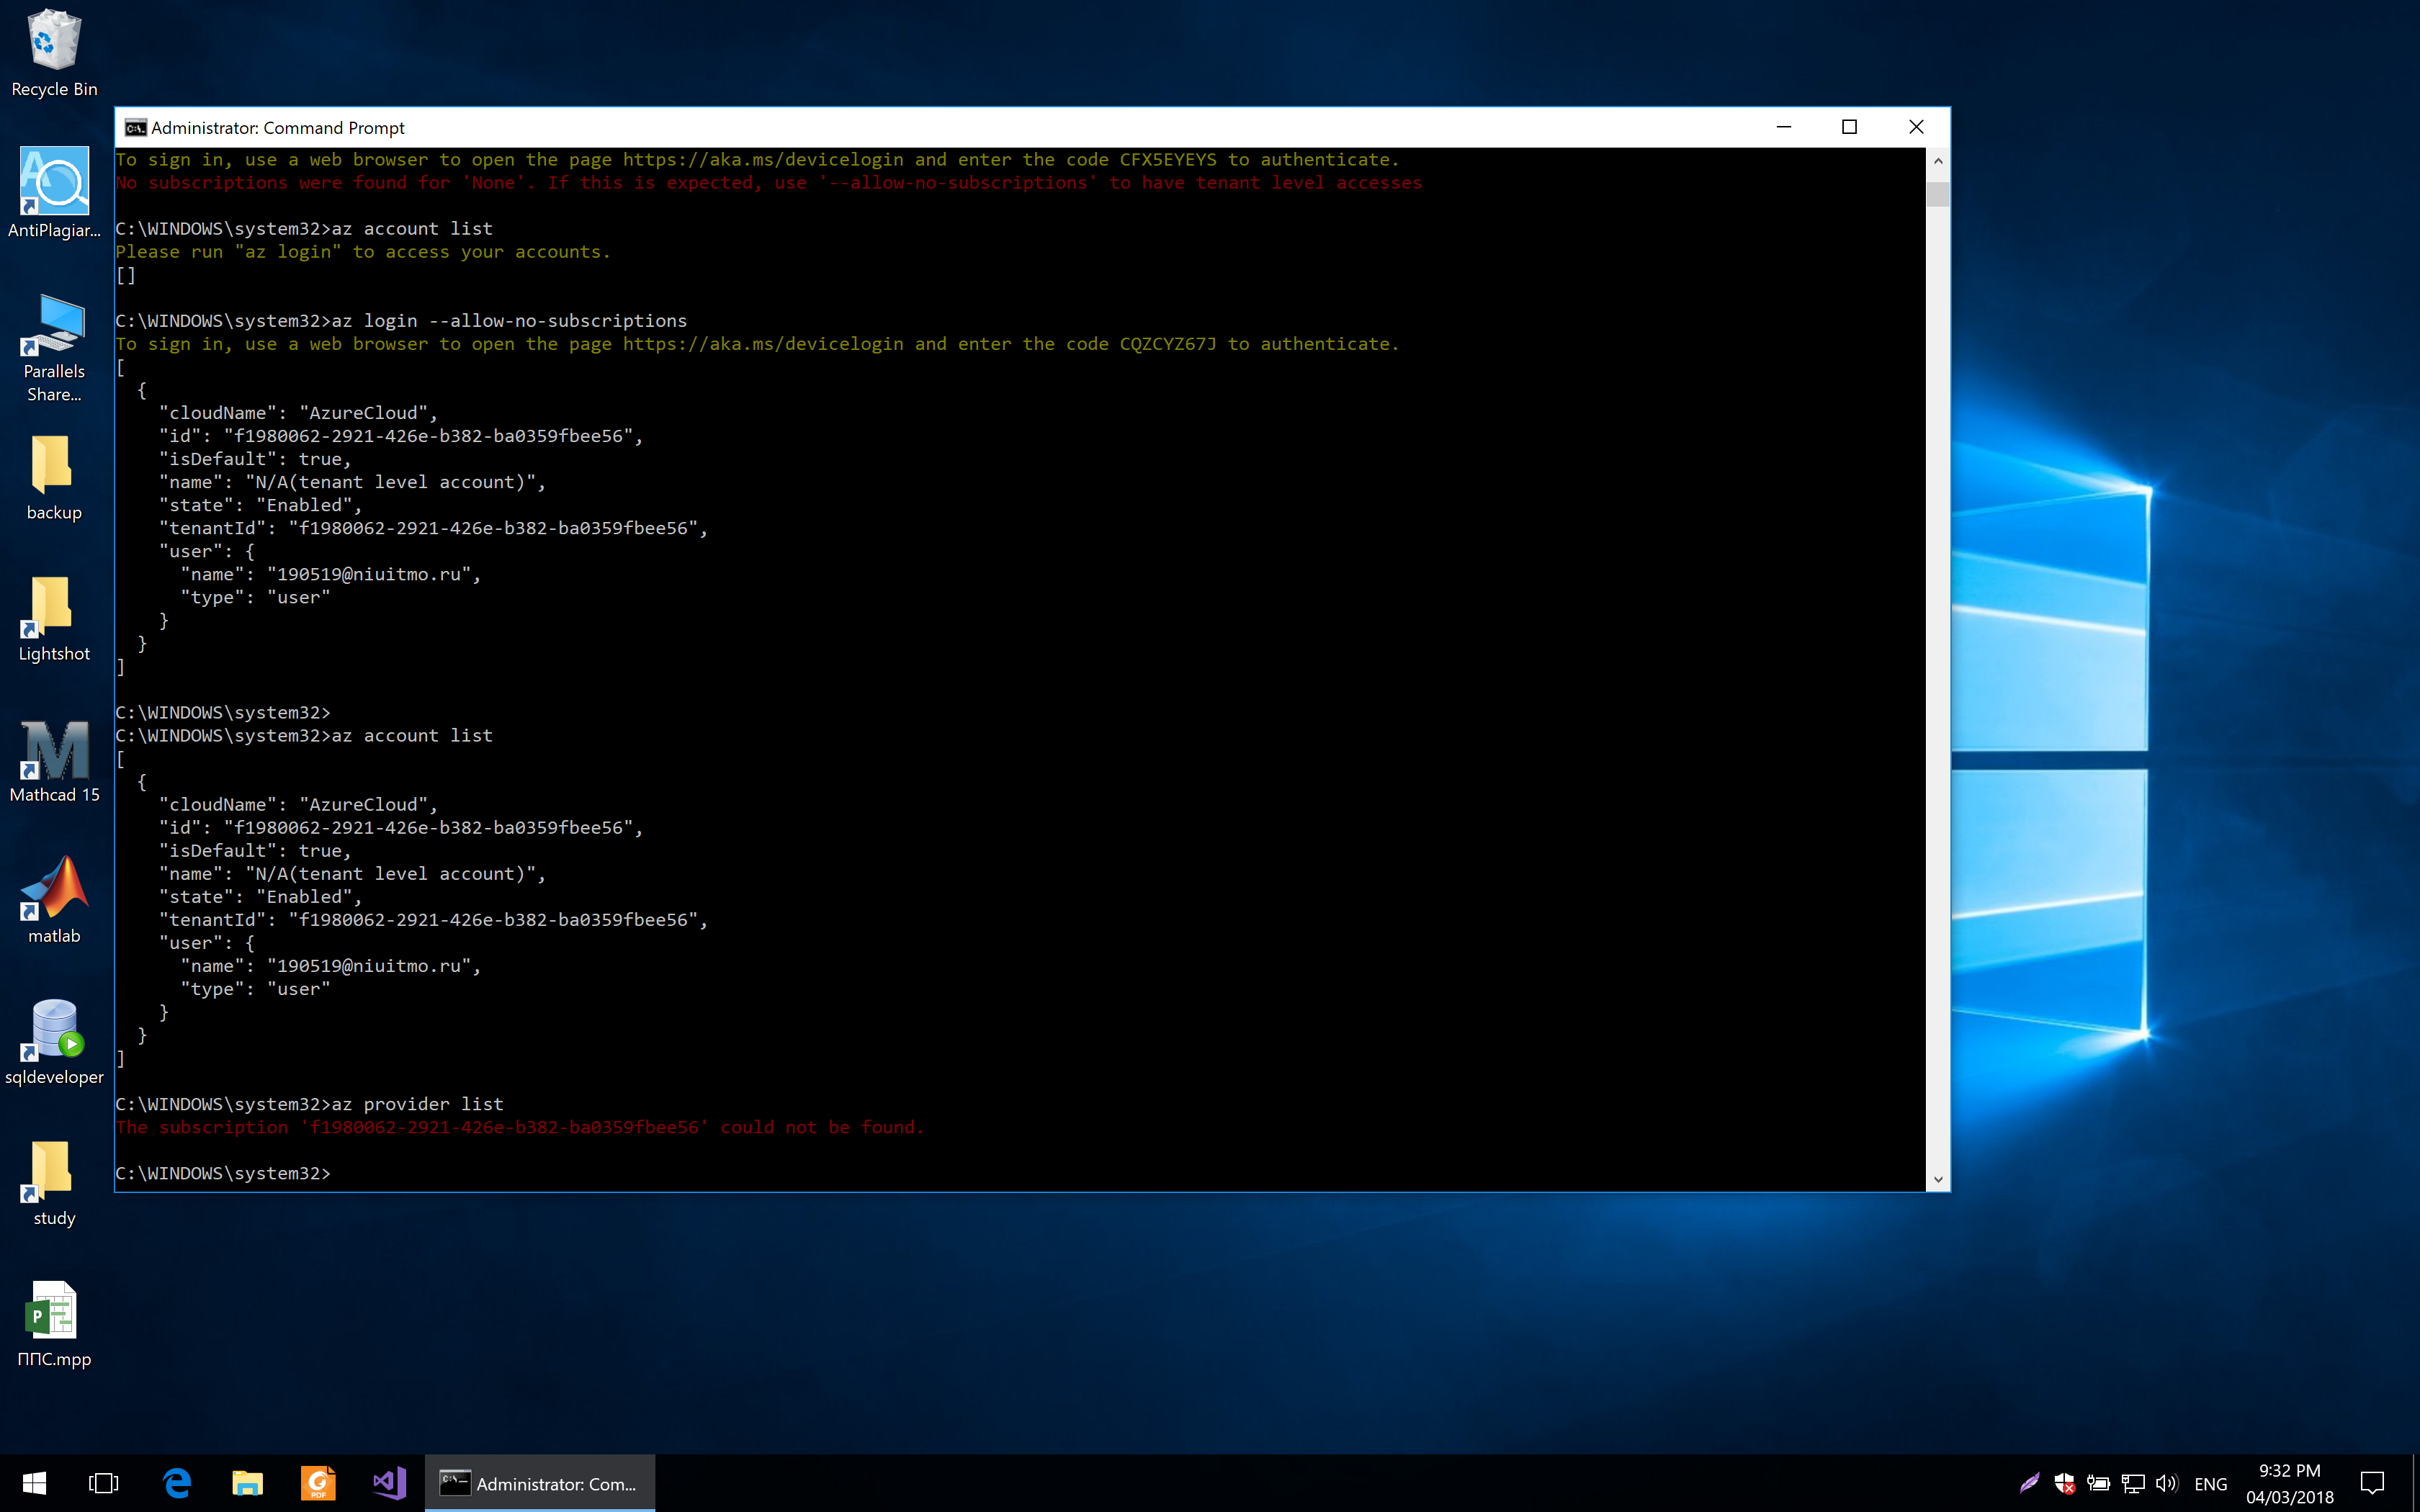 Recycle Bin
AntiPlagiar...
Parallels
Share...
backup
Lightshot
Mathcad 15
matlab
sqldeveloper
study
ППС.mpp
Administrator: Command Prompt
To sign in, use a web browser to open the page https://aka.ms/devicelogin and enter the code CFX5EYEYS to authenticate.
No subscriptions were found for 'None'. If this is expected, use '--allow-no-subscriptions' to have tenant level accesses
C:\WINDOWS\system32>az account list
Please run "az login" to access your accounts.
[]
C:\WINDOWS\system32>az login --allow-no-subscriptions
To sign in, use a web browser to open the page https://aka.ms/devicelogin and enter the code CQZCYZ67J to authenticate.
[
{
"cloudName": "AzureCloud",
"id": "f1980062-2921-426e-b382-ba0359fbee56",
"isDefault": true,
"name": "N/A(tenant level account)",
"state": "Enabled",
"tenantId": "f1980062-2921-426e-b382-ba0359fbee56",
"user": {
"name": "190519@niuitmo.ru",
"type": "user"
}
}
]
C:\WINDOWS\system32>
C:\WINDOWS\system32>az account list
[
{
"cloudName": "AzureCloud",
"id": "f1980062-2921-426e-b382-ba0359fbee56",
"isDefault": true,
"name": "N/A(tenant level account)",
"state": "Enabled",
"tenantId": "f1980062-2921-426e-b382-ba0359fbee56",
"user": {
"name": "190519@niuitmo.ru",
"type": "user"
}
}
]
C:\WINDOWS\system32>az provider list
The subscription 'f1980062-2921-426e-b382-ba0359fbee56' could not be found.
C:\WINDOWS\system32>
Administrator: Com...
ENG
9:32 PM
04/03/2018